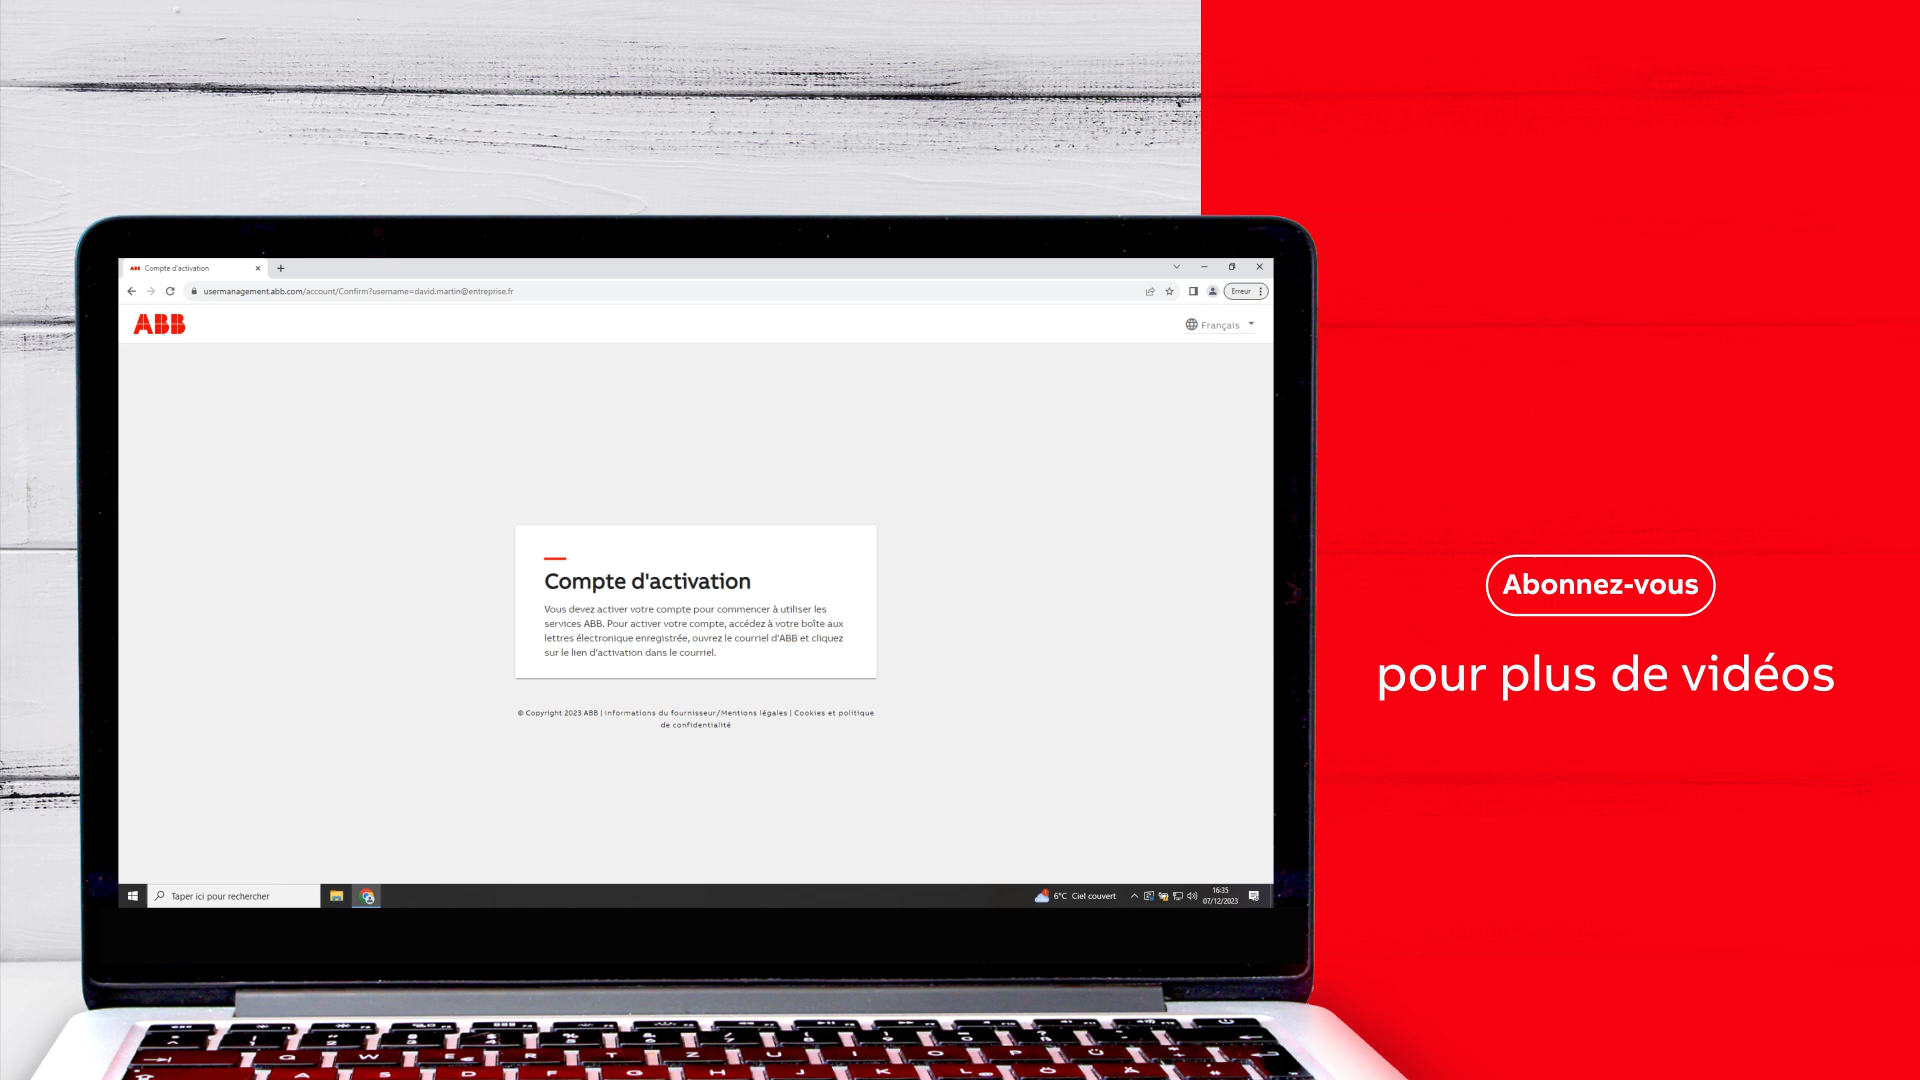 ABB Compte d'activation
usermanagement.abb.com/account/Confirm?username=david.martin@entreprise.fr
Erreur
ABB
Français
Compte d'activation
Vous devez activer votre compte pour commencer à utiliser les
services ABB. Pour activer votre compte, accédez à votre boîte aux
lettres électronique enregistrée, ouvrez le courriel d'ABB et cliquez
sur le lien d'activation dans le courriel.
© Copyright 2023 ABB | Informations du fournisseur/Mentions légales | Cookies et politique
de confidentialité
Abonnez-vous
pour plus de vidéos
Taper ici pour rechercher
6°C Ciel couvert
16:35
07/12/2023
Q W E R T Z U I O P Ü
A S D F G H J K L Ö